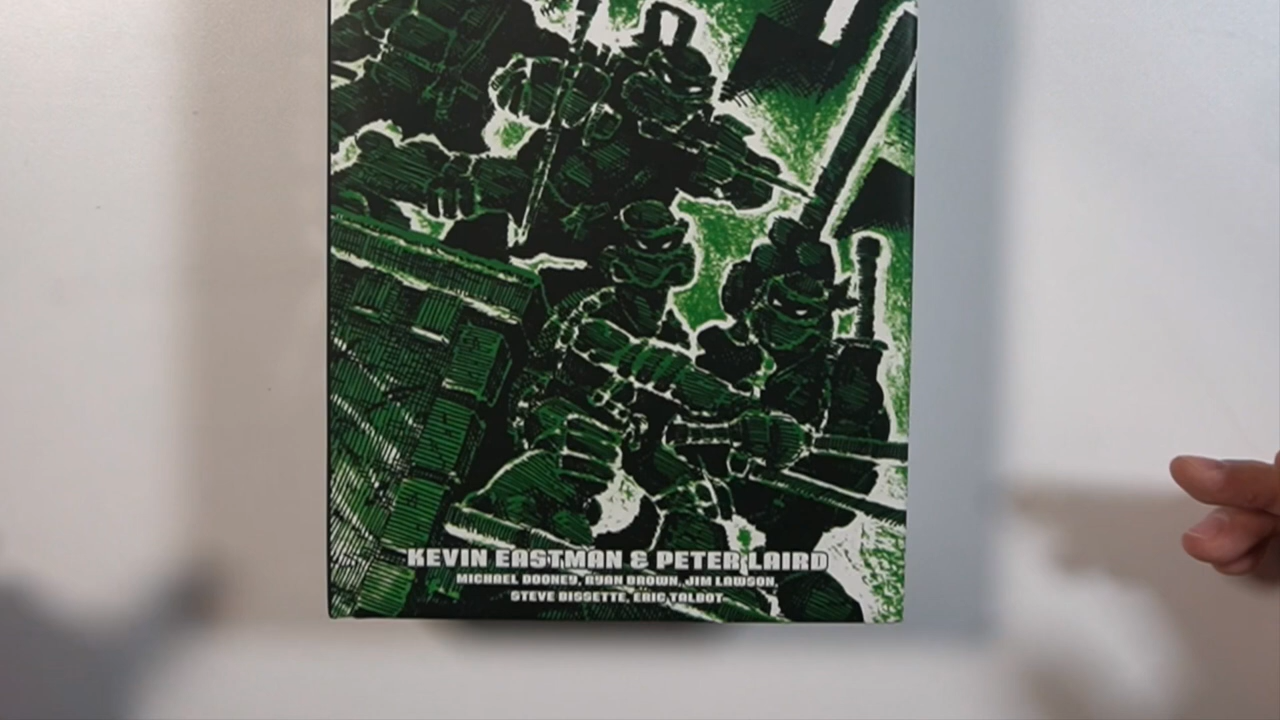 KEVIN EASTMAN & PETER LAIRD
MICHAEL DOONEY, RYAN BROWN, JIM LAWSON,
STEVE BISSETTE, ERIC TALBOT